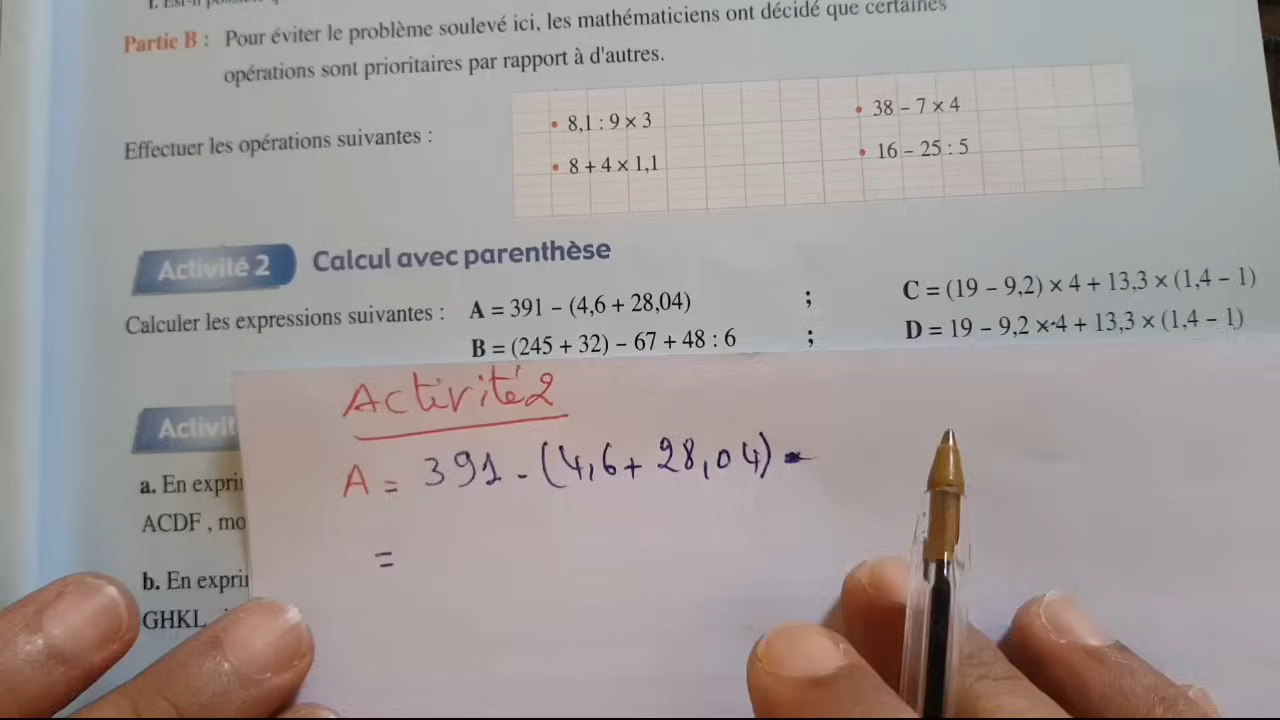 Partie B : Pour éviter le problème soulevé ici, les mathématiciens ont décidé que certaines
opérations sont prioritaires par rapport à d'autres.
Effectuer les opérations suivantes :
• 8,1 : 9 × 3
• 38 – 7 × 4
• 8 + 4 × 1,1
• 16 – 25 : 5
Activité 2 Calcul avec parenthèse
Calculer les expressions suivantes : A = 391 – (4,6 + 28,04) ; C = (19 – 9,2) × 4 + 13,3 × (1,4 – 1)
B = (245 + 32) – 67 + 48 : 6 ; D = 19 – 9,2 × 4 + 13,3 × (1,4 – 1)
Activité 2
A = 391 - (4,6 + 28,04) -
=
Activit
a. En expri
ACDF , mo
b. En exprin
GHKL